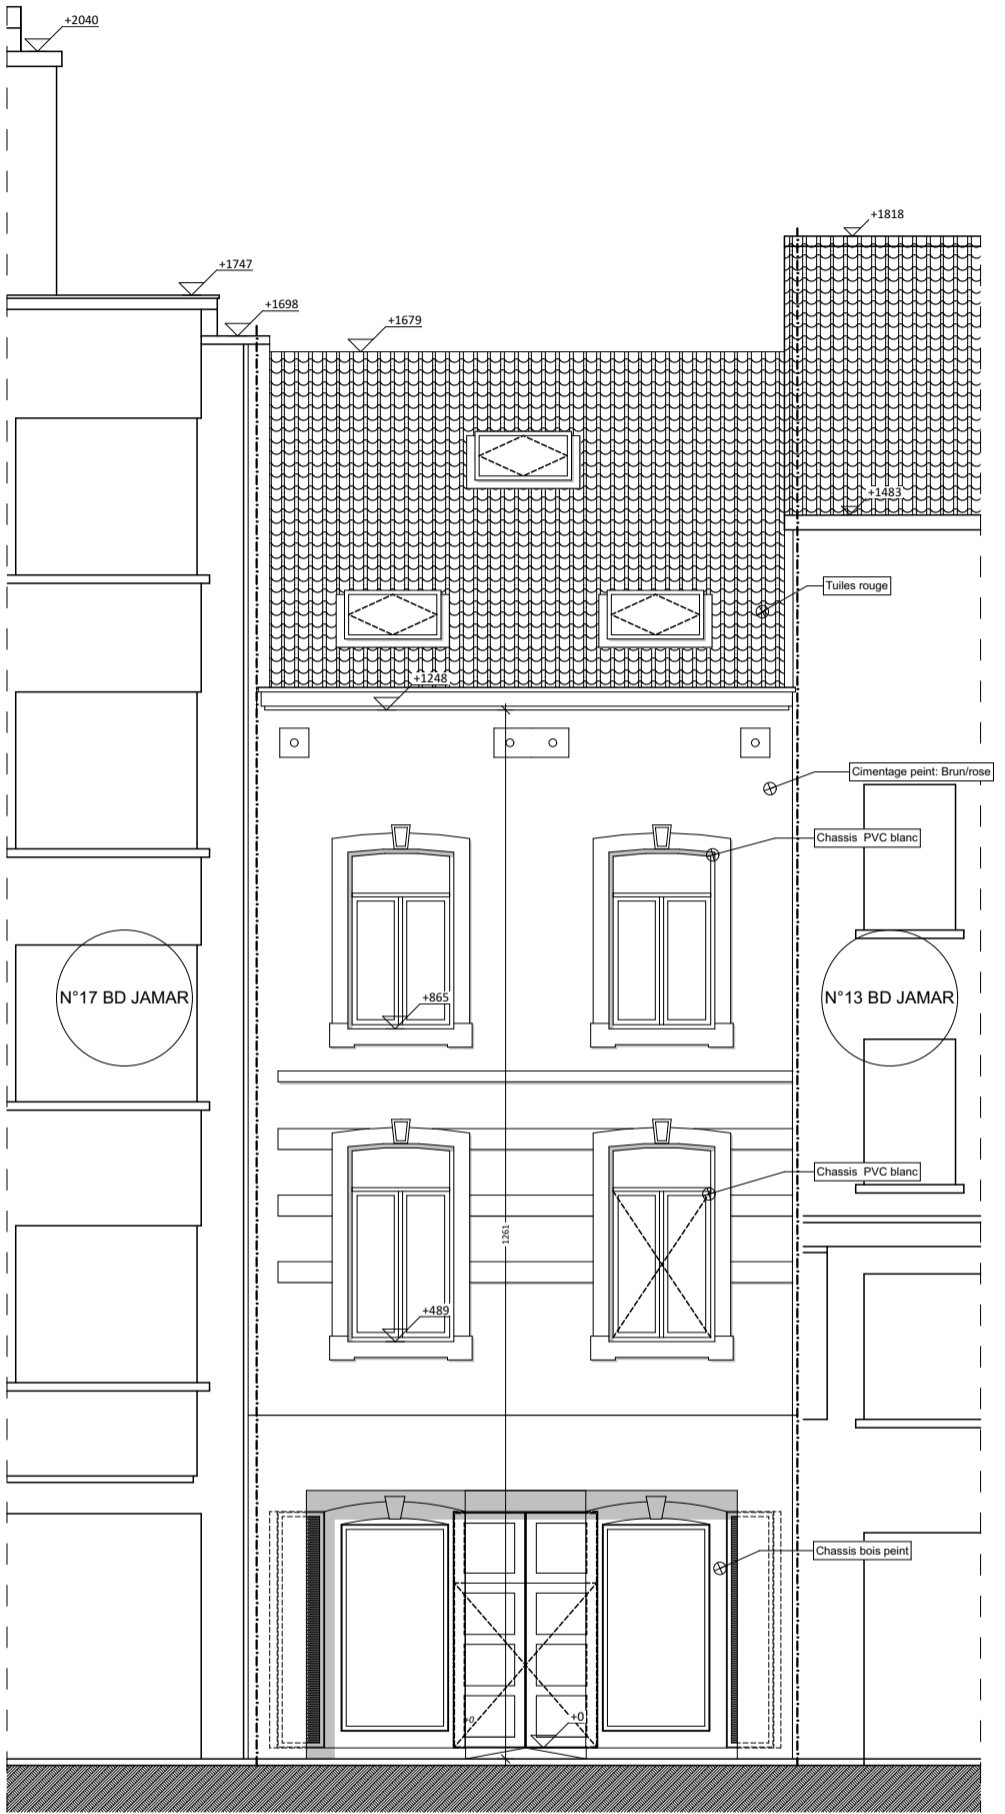 +2040
+1818
+1747
+1698
+1679
+1483
Tuiles rouge
+1248
Cimentage peint: Brun/rose
Chassis PVC blanc
N°17 BD JAMAR
+865
N°13 BD JAMAR
Chassis PVC blanc
1261
+489
Chassis bois peint
+0
+0